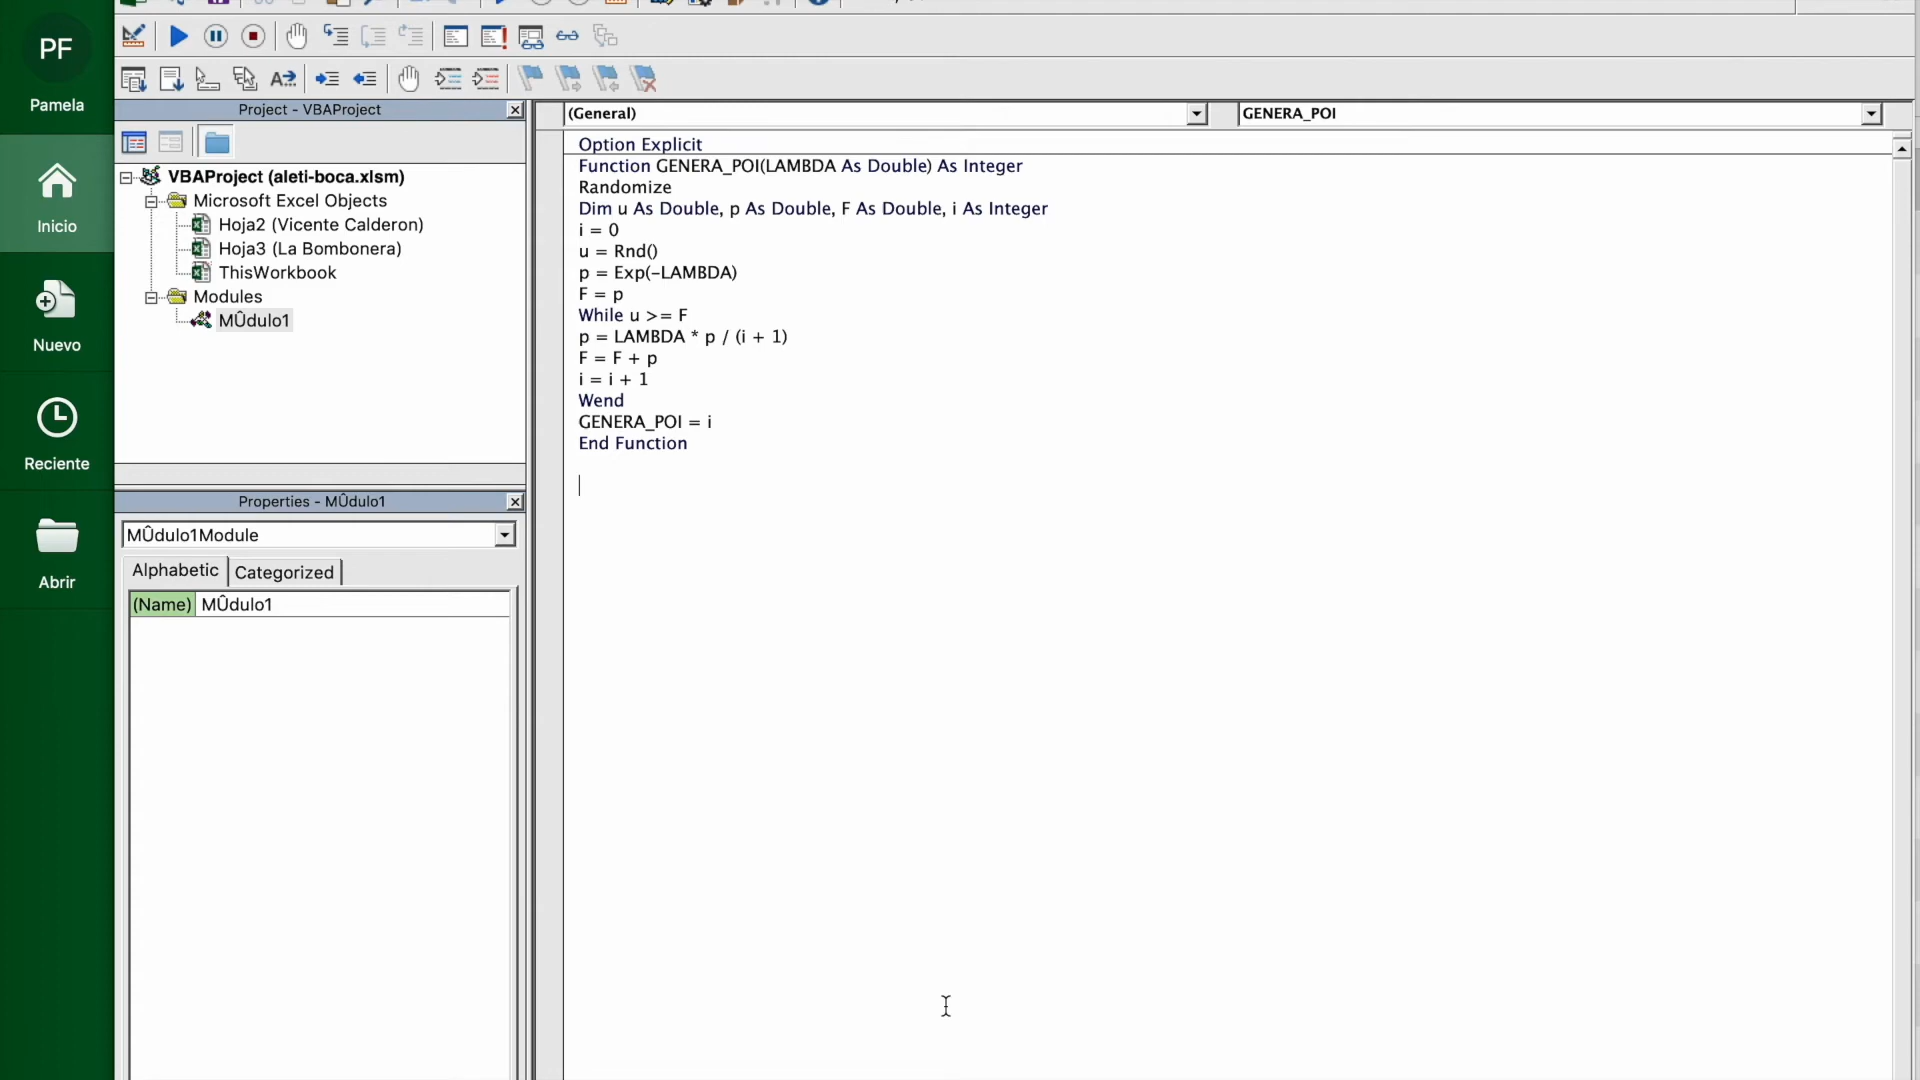 PF
Pamela
Inicio
Nuevo
Reciente
Abrir
Project - VBAProject
VBAProject (aleti-boca.xlsm)
Microsoft Excel Objects
Hoja2 (Vicente Calderon)
Hoja3 (La Bombonera)
ThisWorkbook
Modules
MÛdulo1
Properties - MÛdulo1
MÛdulo1 Module
Alphabetic
Categorized
(Name) MÛdulo1
(General)
GENERA_POI
Option Explicit
Function GENERA_POI(LAMBDA As Double) As Integer
Randomize
Dim u As Double, p As Double, F As Double, i As Integer
i = 0
u = Rnd()
p = Exp(-LAMBDA)
F = p
While u >= F
p = LAMBDA * p / (i + 1)
F = F + p
i = i + 1
Wend
GENERA_POI = i
End Function